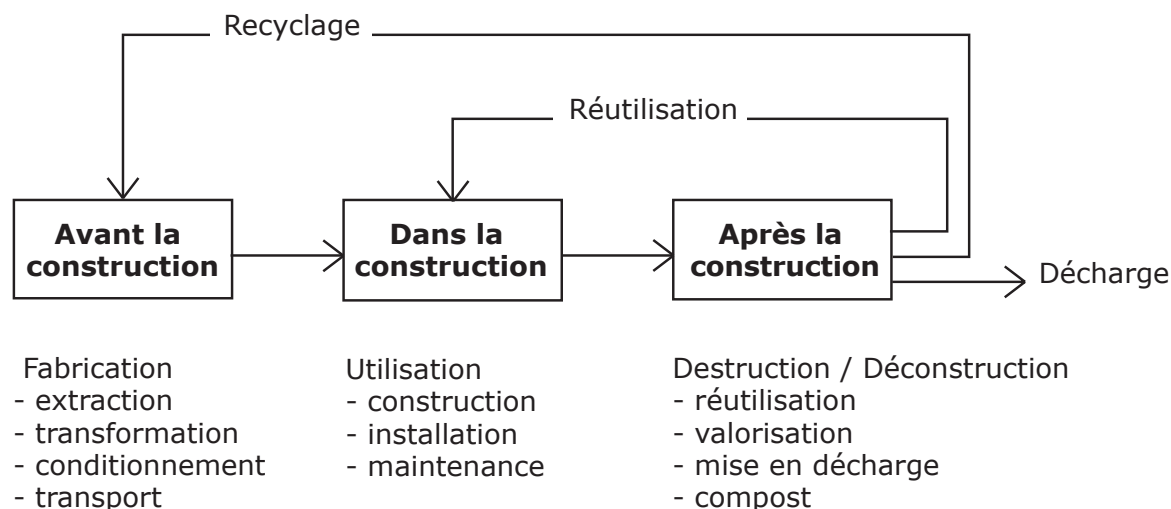 Recyclage
Réutilisation
Avant la
construction
Dans la
construction
Après la
construction
Décharge
Fabrication
- extraction
- transformation
- conditionnement
- transport
Utilisation
- construction
- installation
- maintenance
Destruction / Déconstruction
- réutilisation
- valorisation
- mise en décharge
- compost